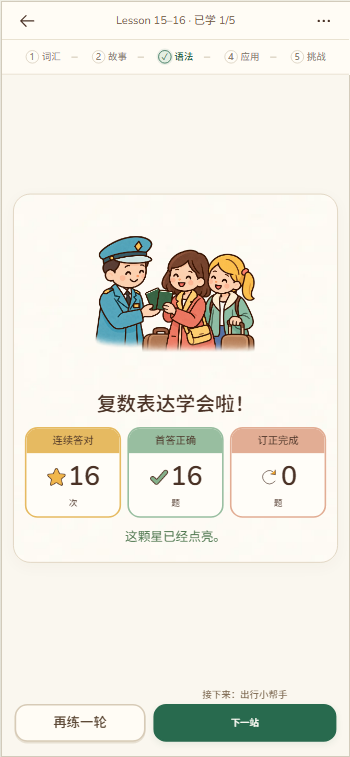 Lesson 15–16 · 已学 1/5
1 词汇 — 2 故事 — ✓ 语法 — 4 应用 — 5 挑战
复数表达学会啦！
连续答对 首答正确 订正完成
16 16 0
次 题 题
这颗星已经点亮。
接下来：出行小帮手
再练一轮 下一站